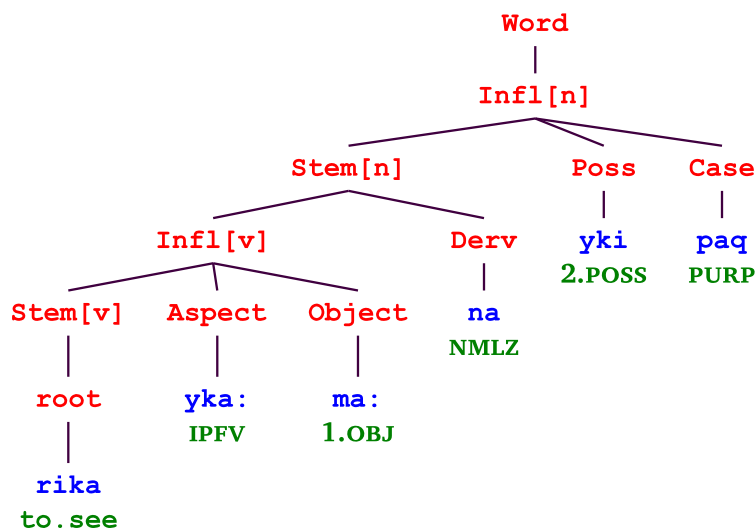 Word
Infl[n]
Stem[n] Poss Case
Infl[v] Derv yki paq
2.POSS PURP
Stem[v] Aspect Object na
NMLZ
root yka: ma:
IPFV 1.OBJ
rika
to.see